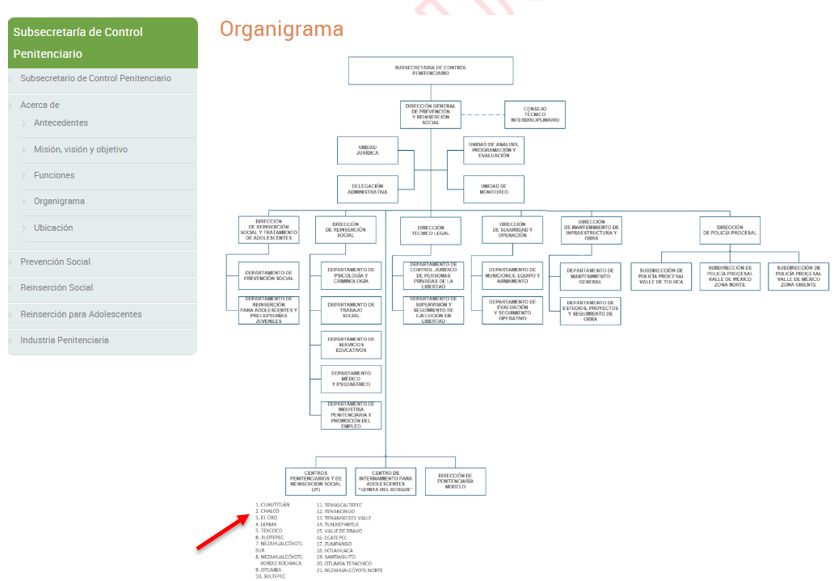 Subsecretaría de Control
Penitenciario
Subsecretario de Control Penitenciario
Acerca de
Antecedentes
Misión, visión y objetivo
Funciones
Organigrama
Ubicación
Prevención Social
Reinserción Social
Reinserción para Adolescentes
Industria Penitenciaria
Organigrama
SUBSECRETARÍA DE CONTROL
PENITENCIARIO
DIRECCIÓN GENERAL
DE PREVENCIÓN
Y REINSERCIÓN
SOCIAL
CONSEJO
TÉCNICO
INTERDISCIPLINARIO
UNIDAD
JURÍDICA
UNIDAD DE ANÁLISIS,
PROGRAMACIÓN Y
EVALUACIÓN
DELEGACIÓN
ADMINISTRATIVA
UNIDAD DE
MONITOREO
DIRECCIÓN
DE REINSERCIÓN
SOCIAL Y TRATAMIENTO
DE ADOLESCENTES
DIRECCIÓN
DE REINSERCIÓN
SOCIAL
DIRECCIÓN
TÉCNICO LEGAL
DIRECCIÓN
DE SEGURIDAD Y
OPERACIÓN
DIRECCIÓN
DE MANTENIMIENTO DE
INFRAESTRUCTURA Y
OBRA
DIRECCIÓN
DE POLICÍA PROCESAL
DEPARTAMENTO DE
PREVENCIÓN SOCIAL
DEPARTAMENTO DE
PSICOLOGÍA Y
CRIMINOLOGÍA
DEPARTAMENTO DE
CONTROL JURÍDICO
DE PERSONAS
PRIVADAS DE LA
LIBERTAD
DEPARTAMENTO DE
MUNICIONES, EQUIPO Y
ARMAMENTO
DEPARTAMENTO DE
MANTENIMIENTO
GENERAL
SUBDIRECCIÓN DE
POLICÍA PROCESAL
VALLE DE TOLUCA
SUBDIRECCIÓN DE
POLICÍA PROCESAL
VALLE DE MÉXICO
ZONA NORTE
SUBDIRECCIÓN DE
POLICÍA PROCESAL
VALLE DE MÉXICO
ZONA ORIENTE
DEPARTAMENTO DE
REINSERCIÓN
PARA ADOLESCENTES Y
PRECEPTORÍAS
JUVENILES
DEPARTAMENTO DE
TRABAJO
SOCIAL
DEPARTAMENTO DE
SUPERVISIÓN Y
SEGUIMIENTO DE
EJECUCIÓN EN
LIBERTAD
DEPARTAMENTO DE
EVALUACIÓN
Y SEGUIMIENTO
OPERATIVO
DEPARTAMENTO DE
ESTUDIOS, PROYECTOS
Y SEGUIMIENTO DE
OBRA
DEPARTAMENTO DE
SERVICIOS
EDUCATIVOS
DEPARTAMENTO
MÉDICO
Y PSIQUIÁTRICO
DEPARTAMENTO DE
INDUSTRIA
PENITENCIARIA Y
PROMOCIÓN DEL
EMPLEO
CENTROS
PENITENCIARIOS Y DE
REINSERCIÓN SOCIAL
(21)
CENTRO DE
INTERNAMIENTO PARA
ADOLESCENTES
"QUINTA DEL BOSQUE"
DIRECCIÓN DE
PENITENCIARÍA
MODELO
1. CUAUTITLÁN
2. CHALCO
3. EL ORO
4. LERMA
5. TEXCOCO
6. JILOTEPEC
7. NEZAHUALCÓYOTL
SUR
8. NEZAHUALCÓYOTL
BORDO XOCHIACA
9. OTUMBA
10. SULTEPEC
11. TEMASCALTEPEC
12. TENANCINGO
13. TENANGO DEL VALLE
14. TLALNEPANTLA
15. VALLE DE BRAVO
16. ECATEPEC
17. ZUMPANGO
18. IXTLAHUACA
19. SANTIAGUITO
20. OTUMBA TEPACHICO
21. NEZAHUALCÓYOTL NORTE